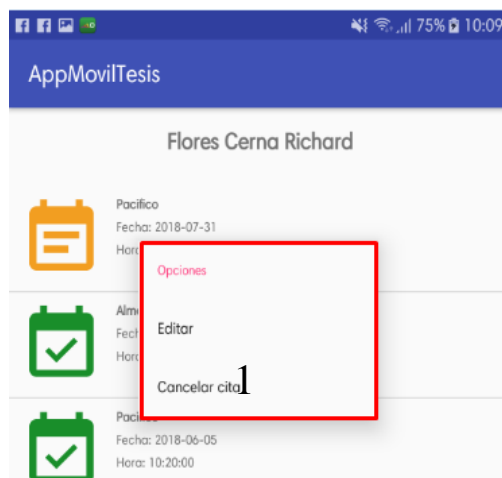 75% 10:09
AppMovilTesis
Flores Cerna Richard
Pacifico
Fecha: 2018-07-31
Opciones
Editar
Cancelar cita
1
Fecha: 2018-06-05
Hora: 10:20:00